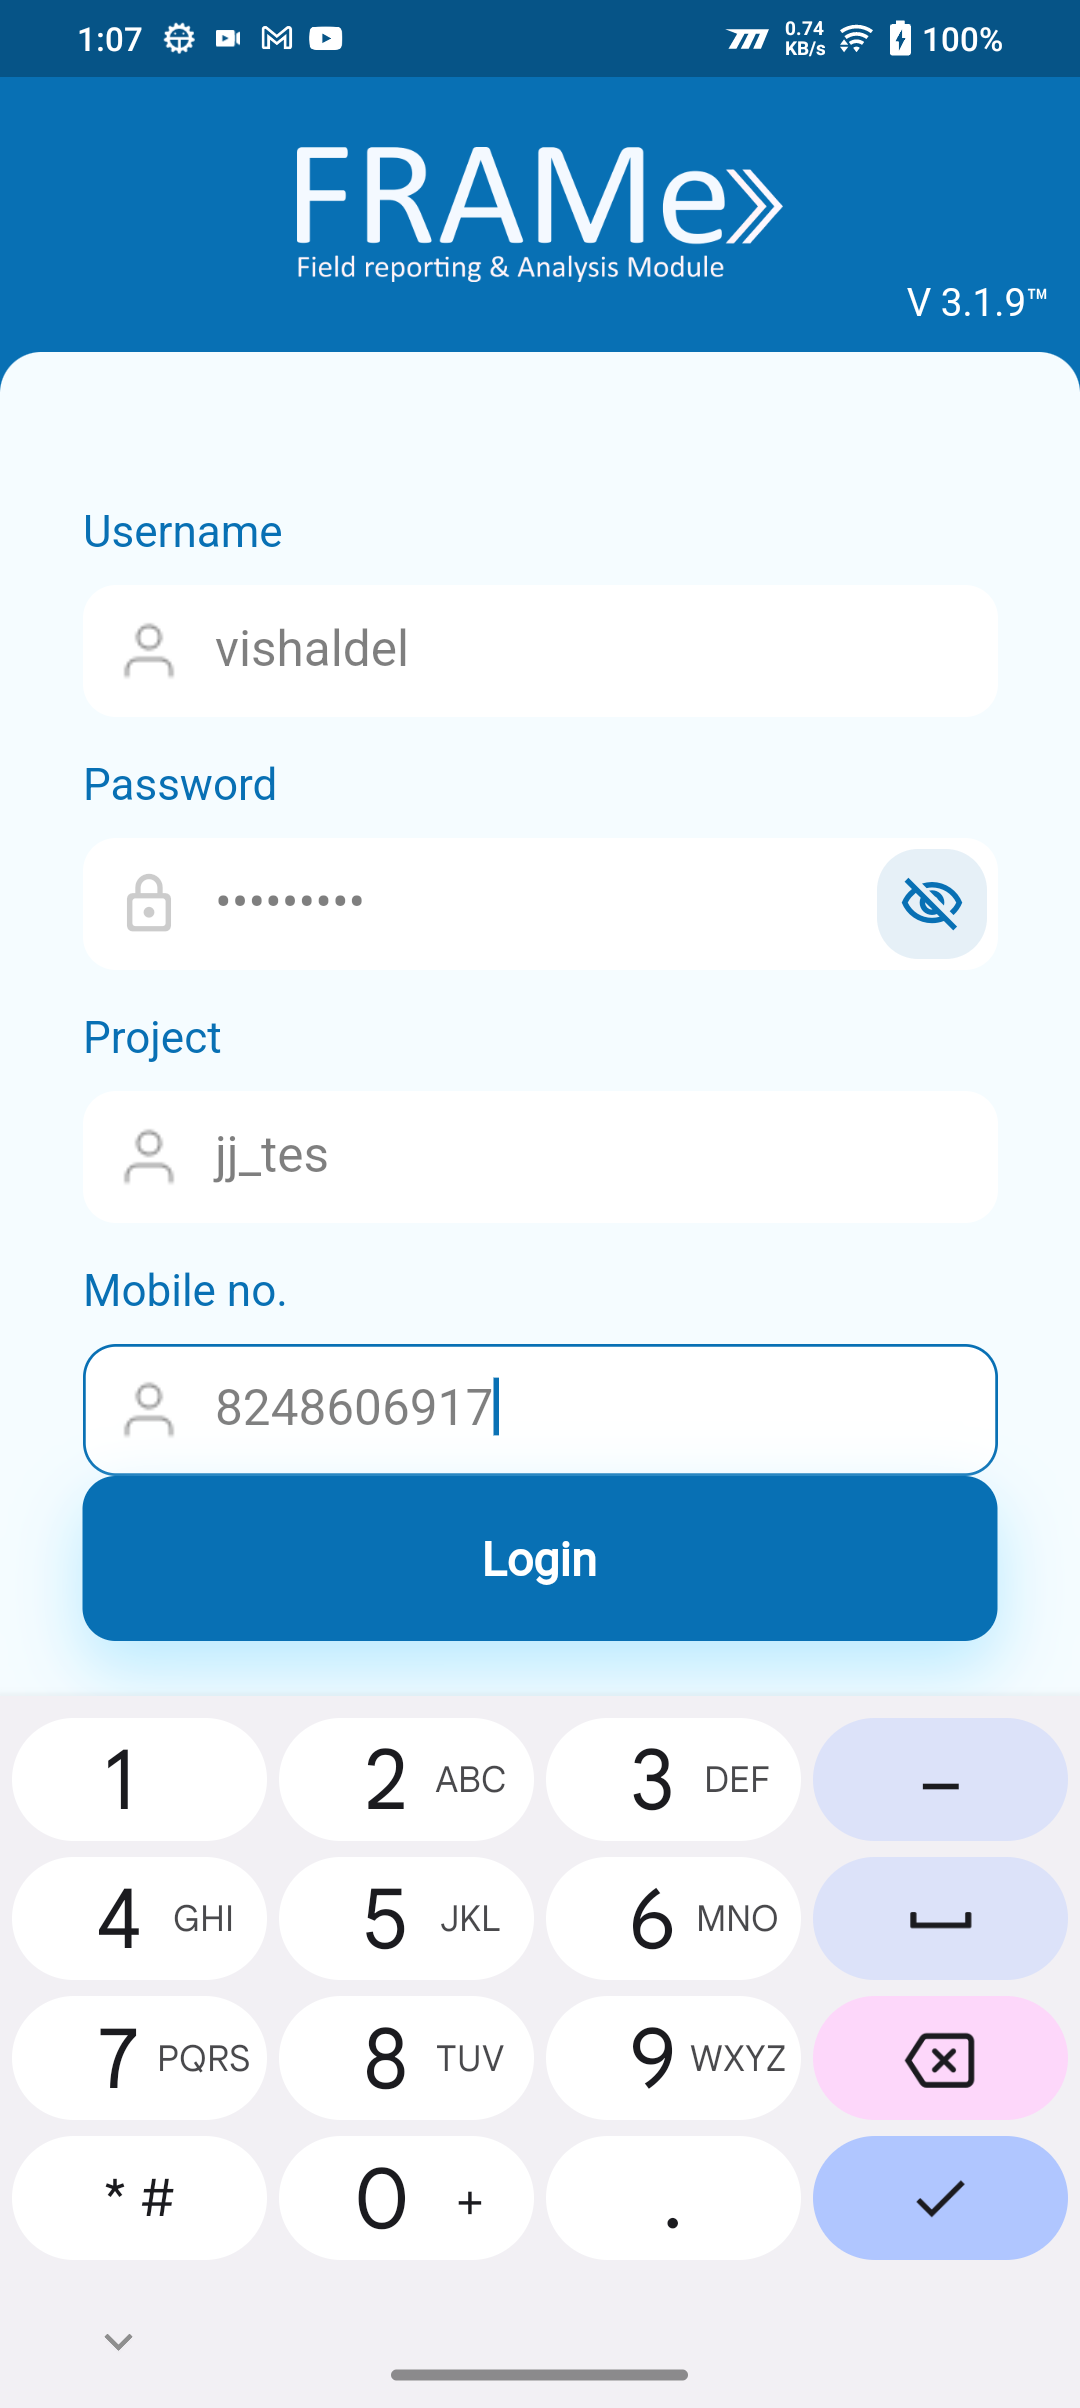 1:07 0.74 KB/s 100%
FRAMe
Field reporting & Analysis Module
V 3.1.9™
Username
vishaldel
Password
•••••••••
Project
jj_tes
Mobile no.
8248606917
Login
1 2 ABC 3 DEF –
4 GHI 5 JKL 6 MNO
7 PQRS 8 TUV 9 WXYZ
* # 0 + .